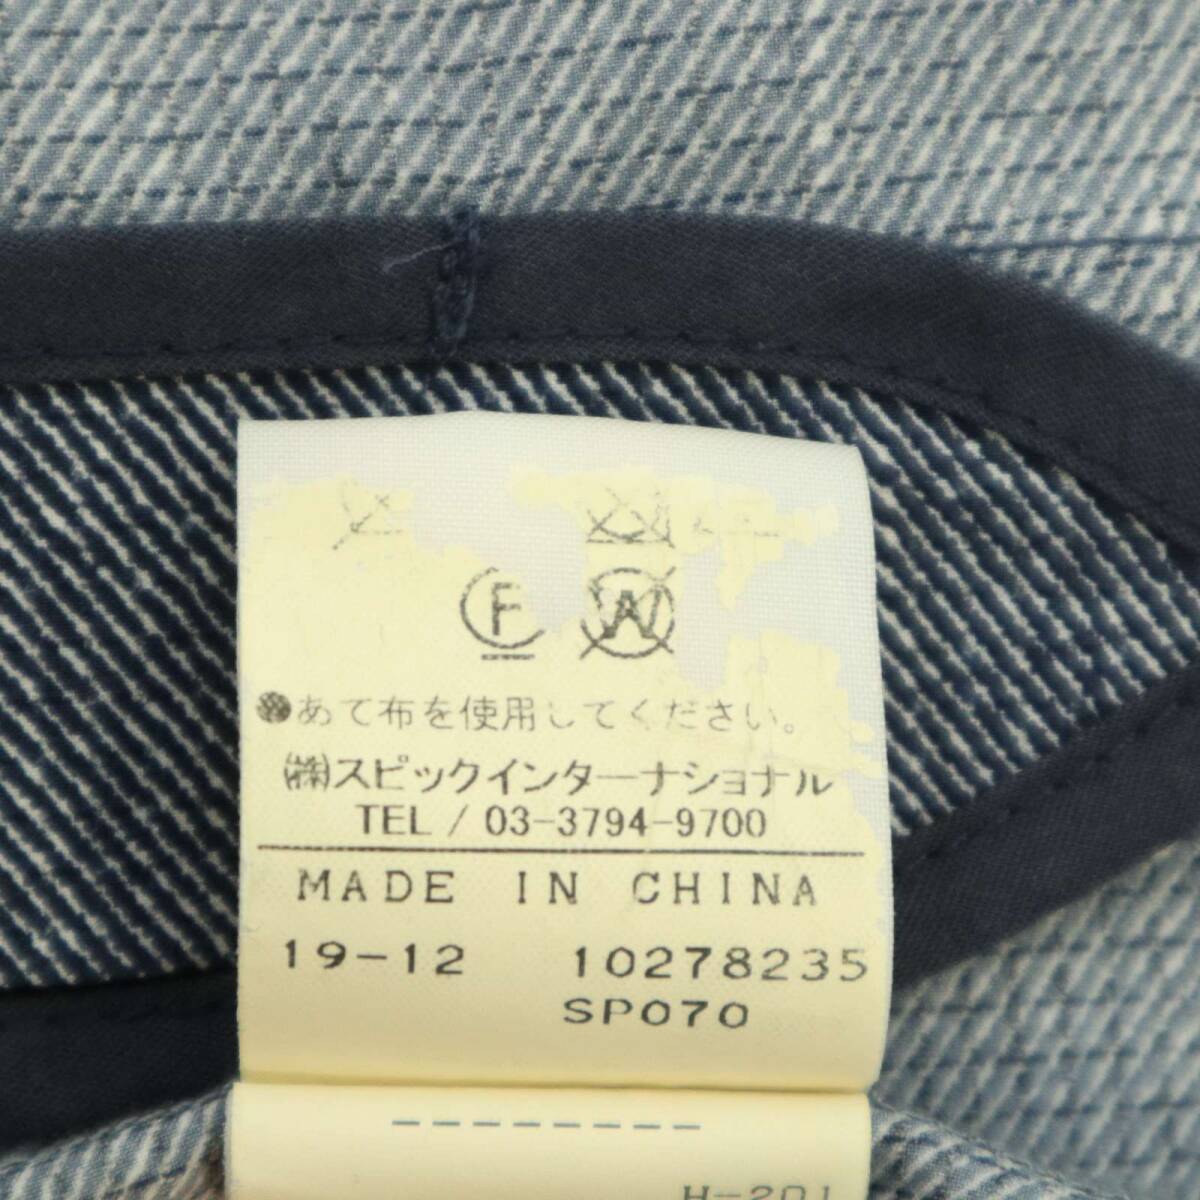 F W
●あて布を使用してください。
㈱スピックインターナショナル
TEL / 03-3794-9700
MADE IN CHINA
19-12 10278235
SP070
H-201